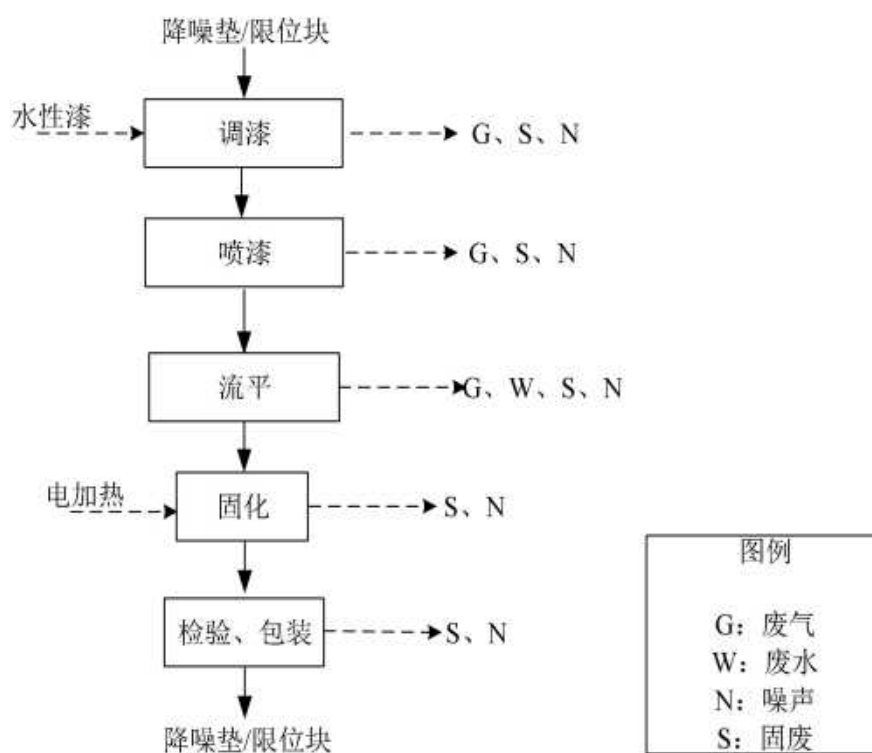 降噪垫/限位块
水性漆
调漆
G、S、N
喷漆
G、S、N
流平
G、W、S、N
电加热
固化
S、N
检验、包装
S、N
降噪垫/限位块
图例
G：废气
W：废水
N：噪声
S：固废